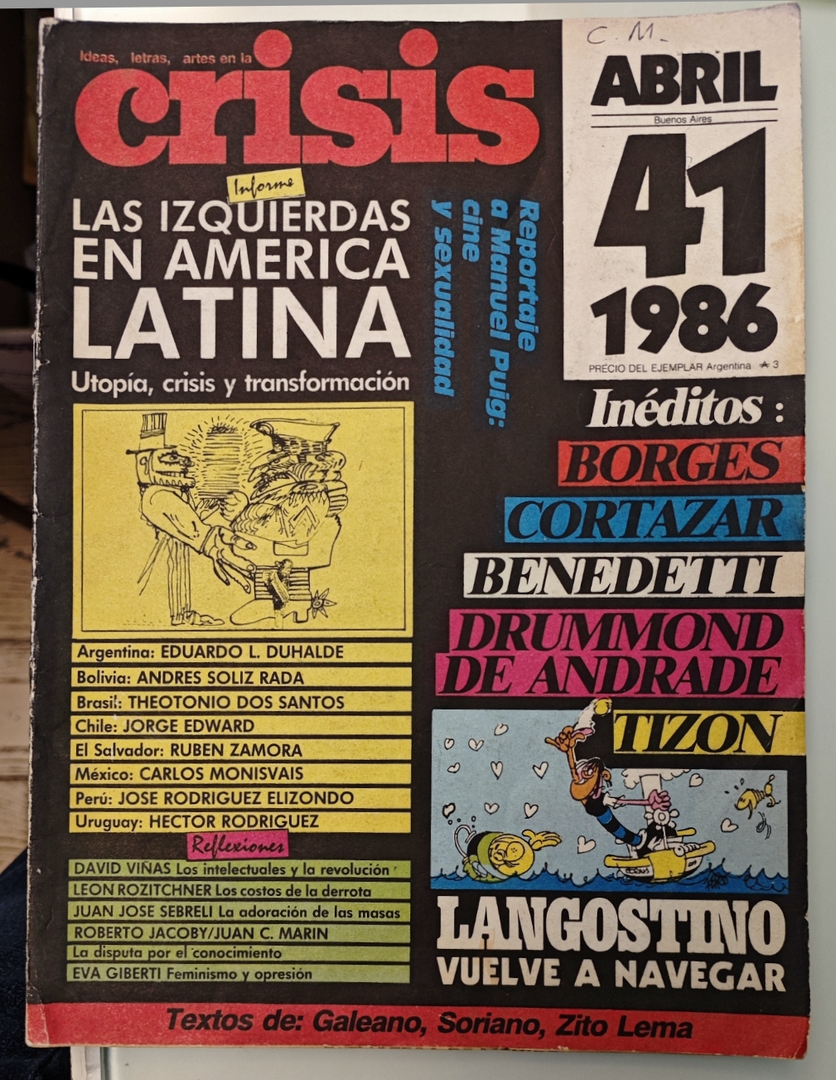 Ideas, letras, artes en la
crisis
C. M.
ABRIL
Buenos Aires
41
1986
PRECIO DEL EJEMPLAR Argentina ₳ 3
Informe
LAS IZQUIERDAS
EN AMERICA
LATINA
Utopía, crisis y transformación
Reportaje
a Manuel Puig:
cine
y sexualidad
Inéditos :
BORGES
CORTAZAR
BENEDETTI
DRUMMOND
DE ANDRADE
TIZON
Argentina: EDUARDO L. DUHALDE
Bolivia: ANDRES SOLIZ RADA
Brasil: THEOTONIO DOS SANTOS
Chile: JORGE EDWARD
El Salvador: RUBEN ZAMORA
México: CARLOS MONISVAIS
Perú: JOSE RODRIGUEZ ELIZONDO
Uruguay: HECTOR RODRIGUEZ
Reflexiones
DAVID VIÑAS Los intelectuales y la revolución
LEON ROZITCHNER Los costos de la derrota
JUAN JOSE SEBRELI La adoración de las masas
ROBERTO JACOBY/JUAN C. MARIN
La disputa por el conocimiento
EVA GIBERTI Feminismo y opresión
LANGOSTINO
VUELVE A NAVEGAR
Textos de: Galeano, Soriano, Zito Lema